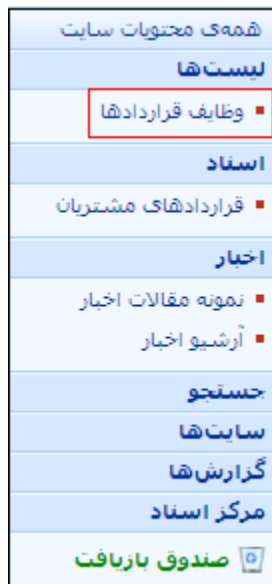 همه‌ی محتویات سایت
لیست‌ها
وظایف قراردادها
اسناد
قراردادهای مشتریان
اخبار
نمونه مقالات اخبار
آرشیو اخبار
جستجو
سایت‌ها
گزارش‌ها
مرکز اسناد
صندوق بازیافت